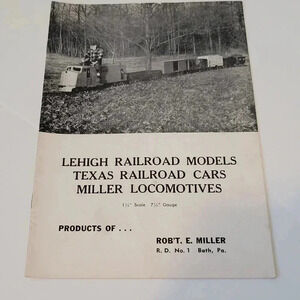 LEHIGH RAILROAD MODELS
TEXAS RAILROAD CARS
MILLER LOCOMOTIVES
1½" Scale 7½" Gauge
PRODUCTS OF . . .
ROB'T. E. MILLER
R. D. No. 1 Bath, Pa.